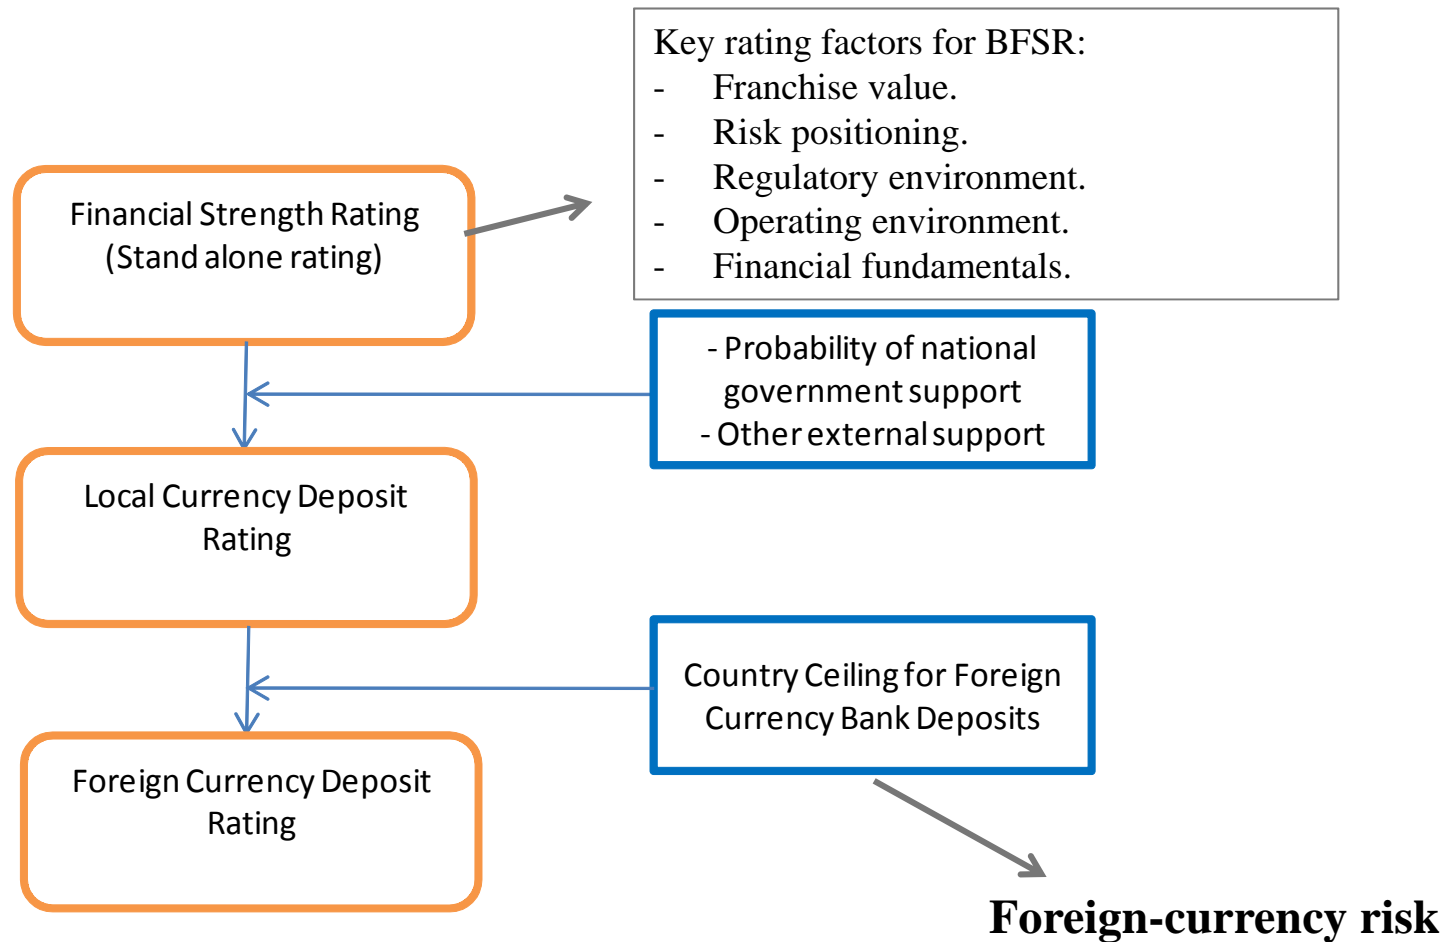 Key rating factors for BFSR:
- Franchise value.
- Risk positioning.
- Regulatory environment.
- Operating environment.
- Financial fundamentals.
Financial Strength Rating
(Stand alone rating)
- Probability of national
government support
- Other external support
Local Currency Deposit
Rating
Country Ceiling for Foreign
Currency Bank Deposits
Foreign Currency Deposit
Rating
Foreign-currency risk